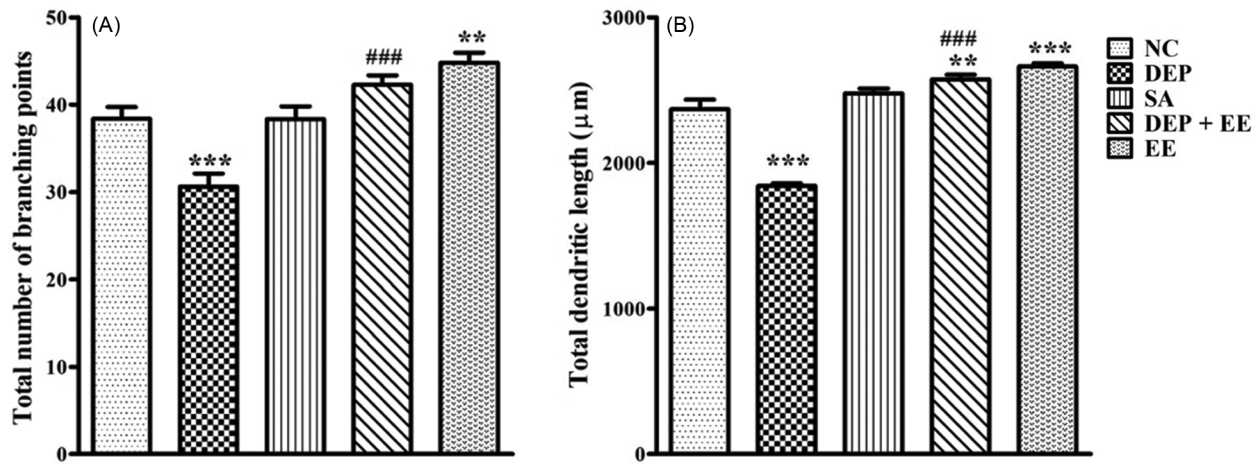 (A)
Total number of branching points
50
40
30
20
10
0
***
###
**
(B)
Total dendritic length (μm)
3000
2000
1000
0
***
###
**
***
NC
DEP
SA
DEP + EE
EE